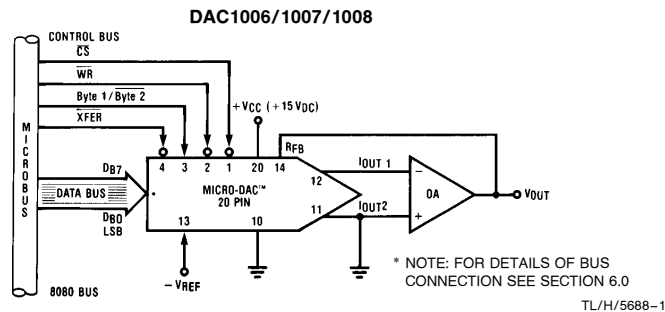 DAC1006/1007/1008
CONTROL BUS
CS
WR
Byte 1/Byte 2
XFER
+VCC (+15 VDC)
RFB
4 3 2 1 20 14
MICROBUS
DB7
DATA BUS
DB0
LSB
*
MICRO-DAC™
20 PIN
13 10
12
11
IOUT 1
IOUT2
−
+
OA
VOUT
−VREF
8080 BUS
* NOTE: FOR DETAILS OF BUS
CONNECTION SEE SECTION 6.0
TL/H/5688–1